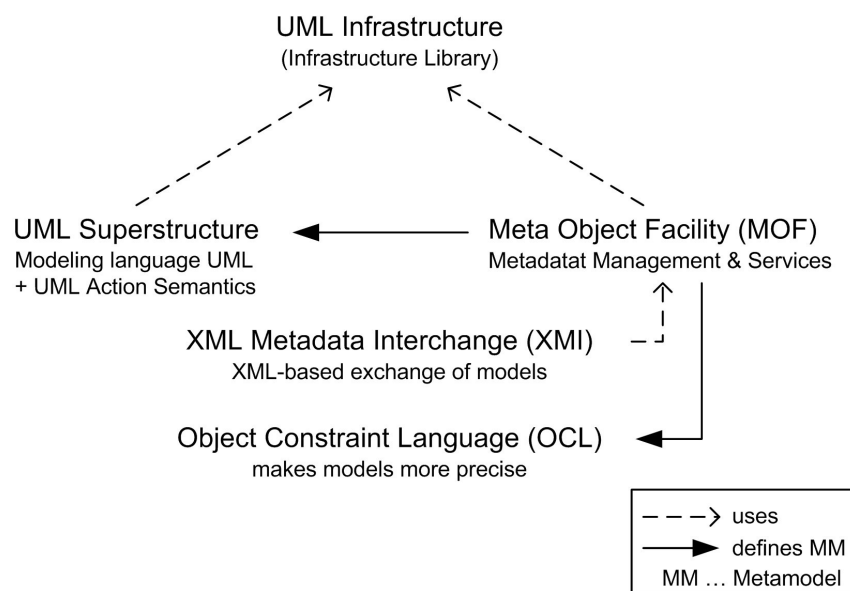 UML Infrastructure
(Infrastructure Library)
UML Superstructure
Modeling language UML
+ UML Action Semantics
Meta Object Facility (MOF)
Metadatat Management & Services
XML Metadata Interchange (XMI)
XML-based exchange of models
Object Constraint Language (OCL)
makes models more precise
uses
defines MM
MM ... Metamodel